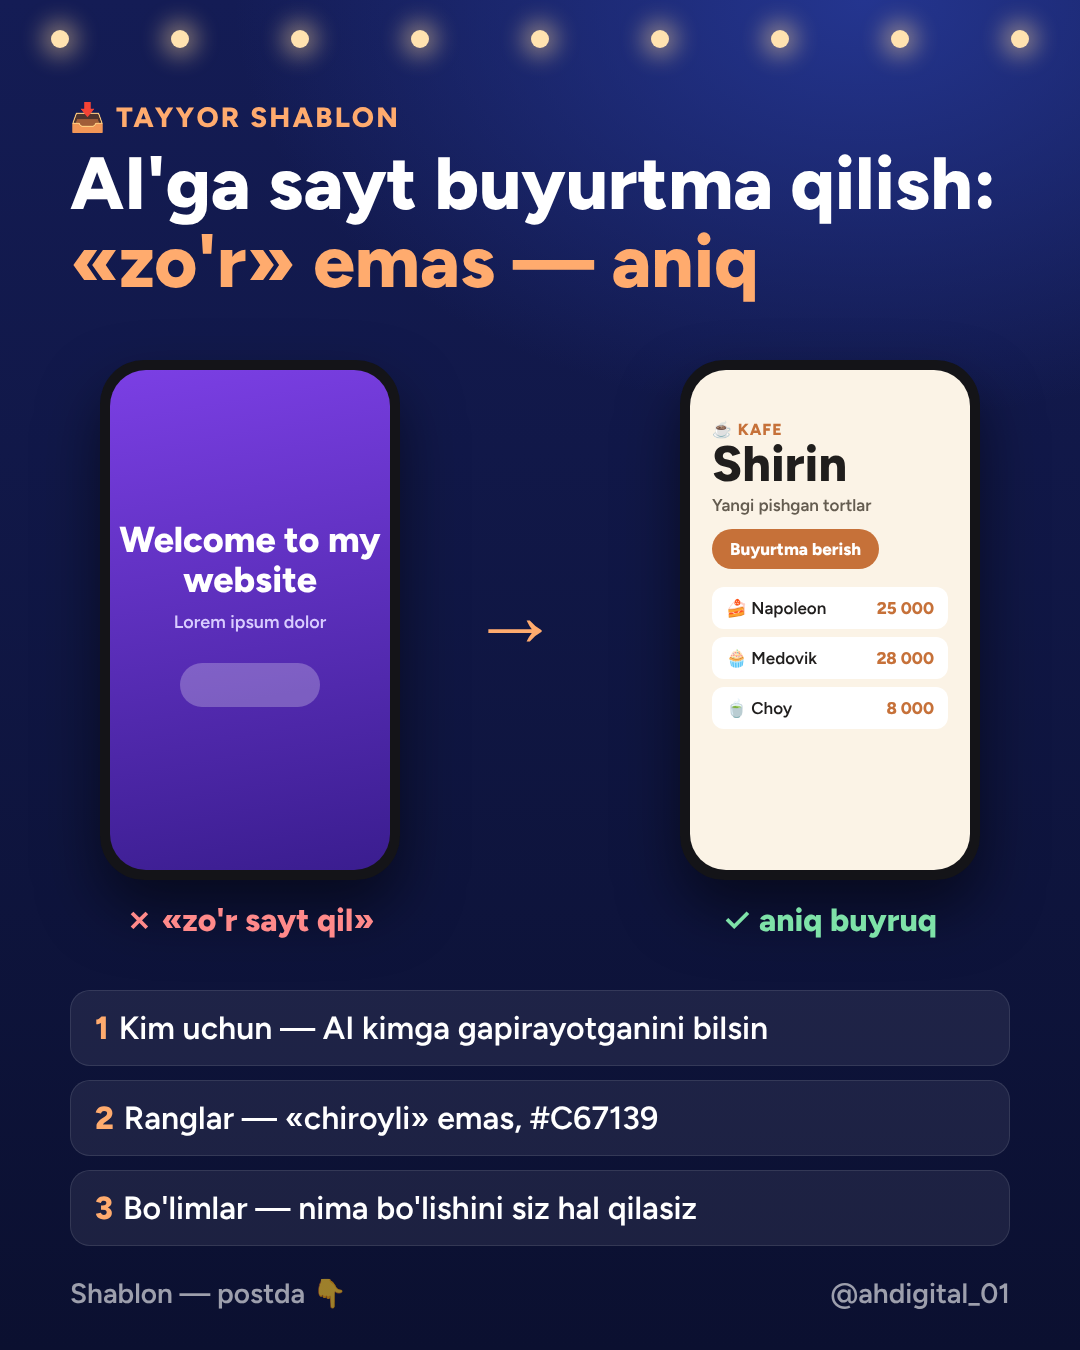 📥 TAYYOR SHABLON
AI'ga sayt buyurtma qilish:
«zo'r» emas — aniq
Welcome to my
website
Lorem ipsum dolor
→
☕ KAFE
Shirin
Yangi pishgan tortlar
Buyurtma berish
🍰 Napoleon 25 000
🧁 Medovik 28 000
🍵 Choy 8 000
✕ «zo'r sayt qil»
✓ aniq buyruq
1 Kim uchun — AI kimga gapirayotganini bilsin
2 Ranglar — «chiroyli» emas, #C67139
3 Bo'limlar — nima bo'lishini siz hal qilasiz
Shablon — postda 👇
@ahdigital_01